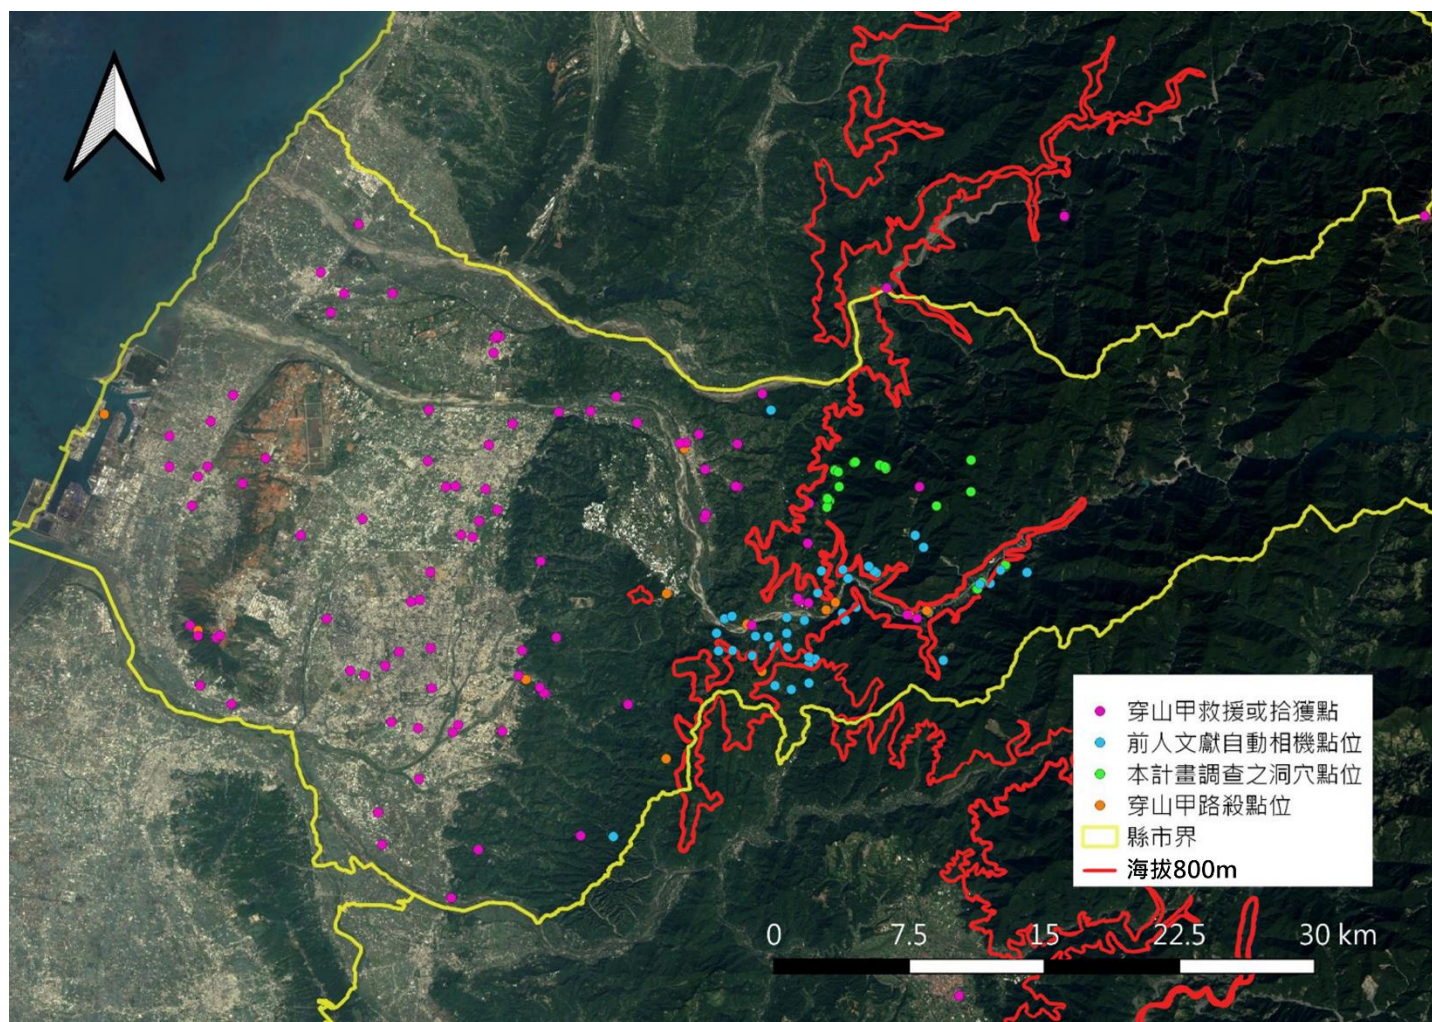 穿山甲救援或拾獲點
前人文獻自動相機點位
本計畫調查之洞穴點位
穿山甲路殺點位
縣市界
海拔800m
0 7.5 15 22.5 30 km